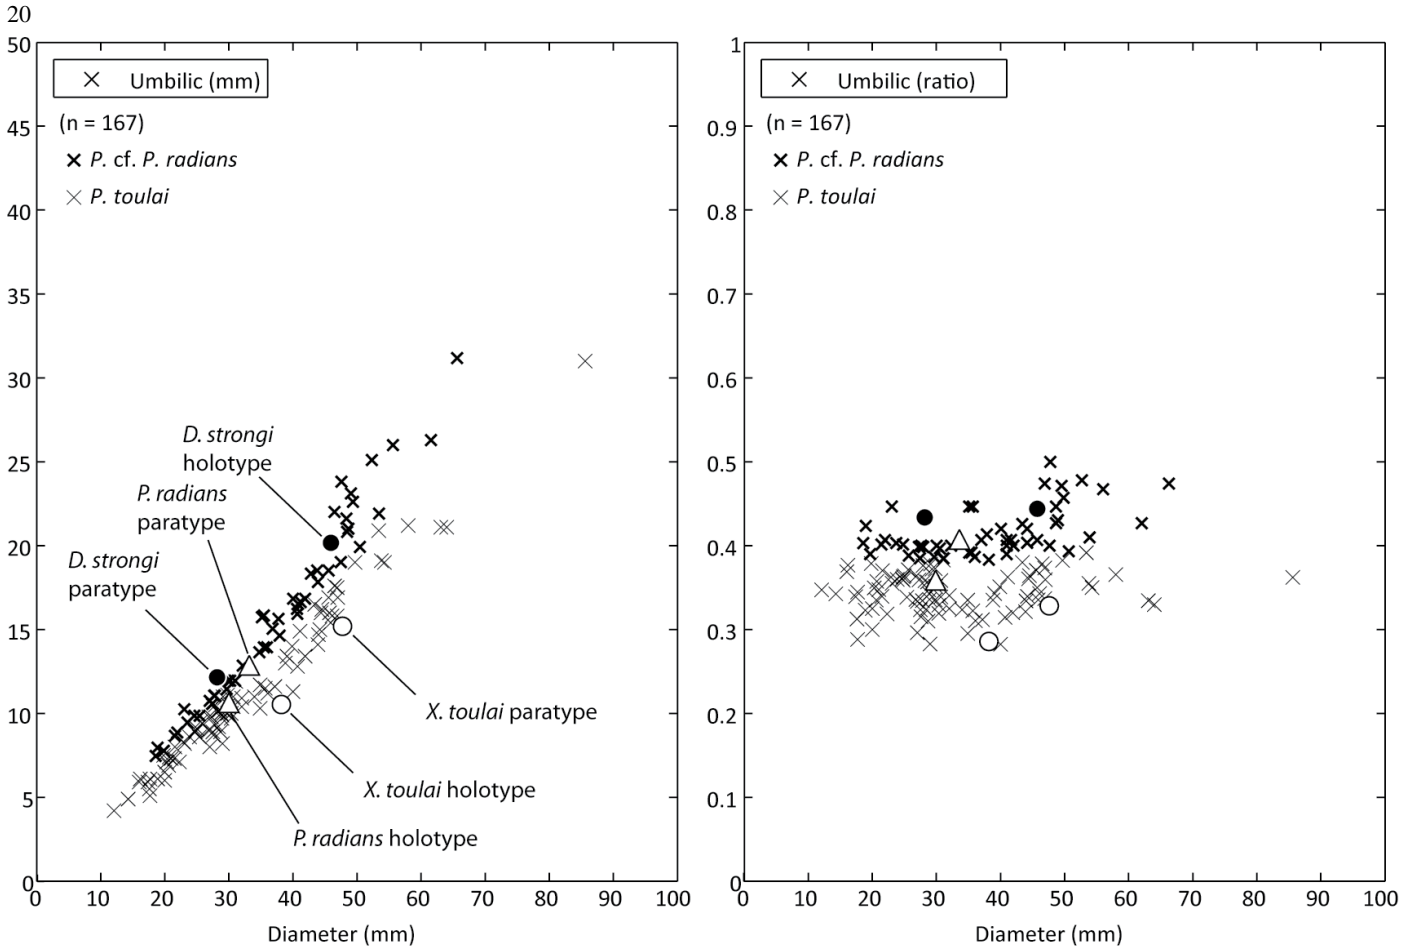 20
50
45
40
35
30
25
20
15
10
5
0
Umbilic (mm)
(n = 167)
P. cf. P. radians
P. toulai
D. strongi
holotype
P. radians
paratype
D. strongi
paratype
X. toulai paratype
X. toulai holotype
P. radians holotype
0 10 20 30 40 50 60 70 80 90 100
Diameter (mm)
1
0.9
0.8
0.7
0.6
0.5
0.4
0.3
0.2
0.1
0
Umbilic (ratio)
(n = 167)
P. cf. P. radians
P. toulai
0 10 20 30 40 50 60 70 80 90 100
Diameter (mm)